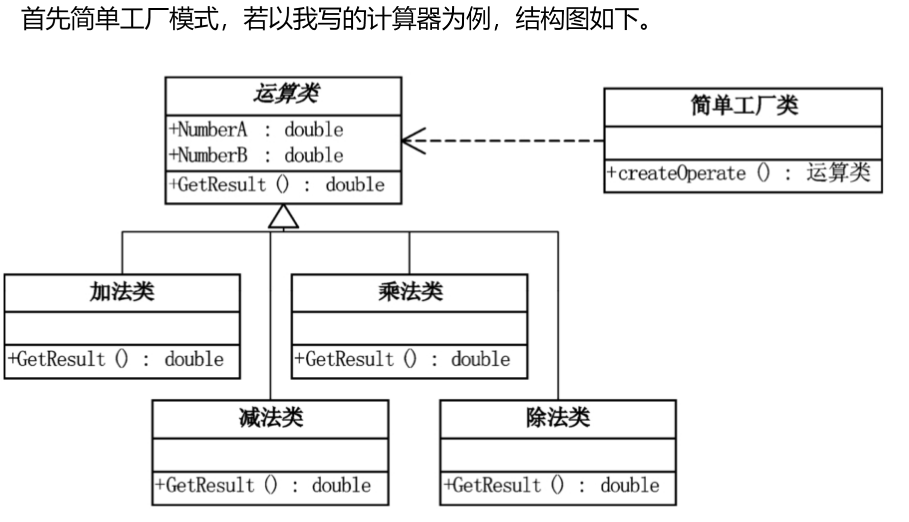 首先简单工厂模式，若以我写的计算器为例，结构图如下。
运算类
+NumberA : double
+NumberB : double
+GetResult () : double
简单工厂类
+createOperate () : 运算类
加法类
+GetResult () : double
乘法类
+GetResult () : double
减法类
+GetResult () : double
除法类
+GetResult () : double